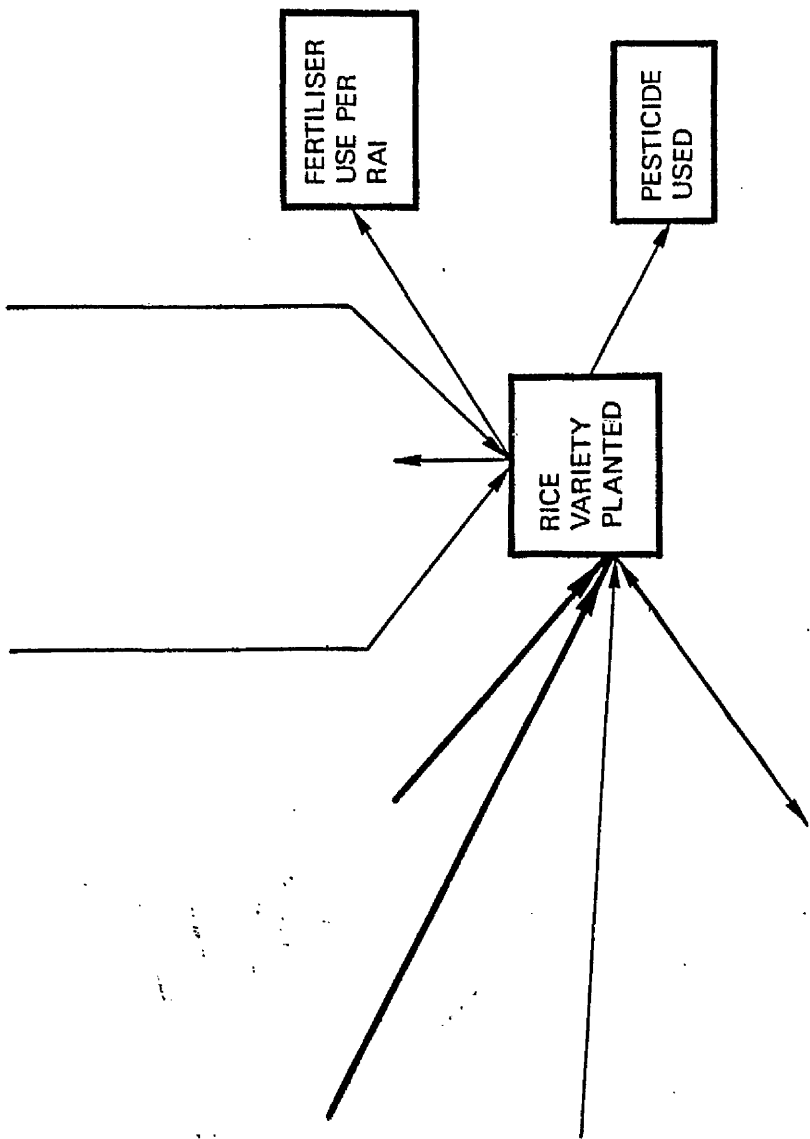 FERTILISER
USE PER
RAI
RICE
VARIETY
PLANTED
PESTICIDE
USED